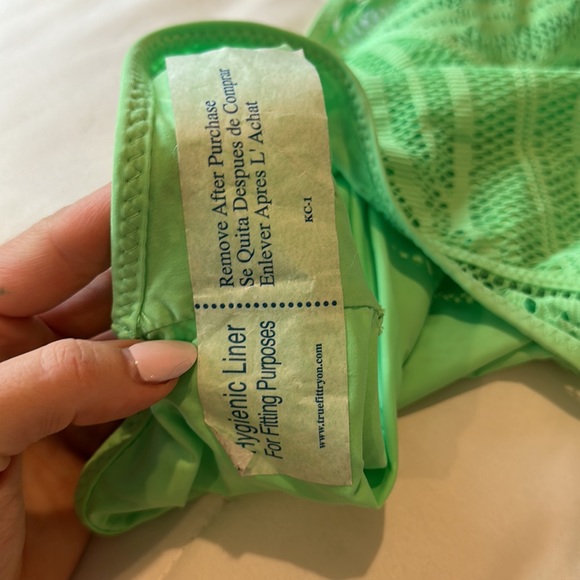 Remove After Purchase
Se Quita Despues de Comprar
Enlever Apres L' Achat
KC-1
Hygienic Liner
For Fitting Purposes
www.truefittryon.com